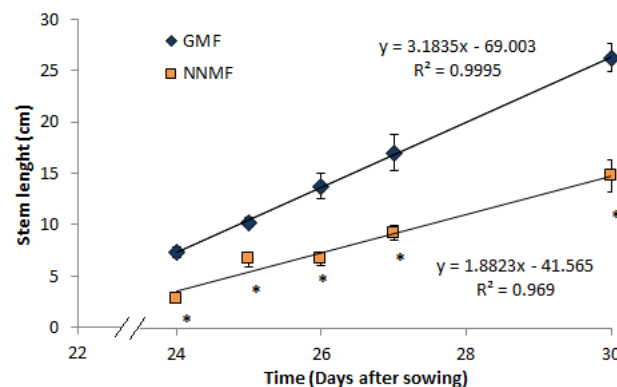 30
25
20
15
10
5
0
Stem lenght (cm)
GMF
NNMF
y = 3.1835x - 69.003
R² = 0.9995
*
*
*
*
*
y = 1.8823x - 41.565
R² = 0.969
22
24
26
28
30
Time (Days after sowing)